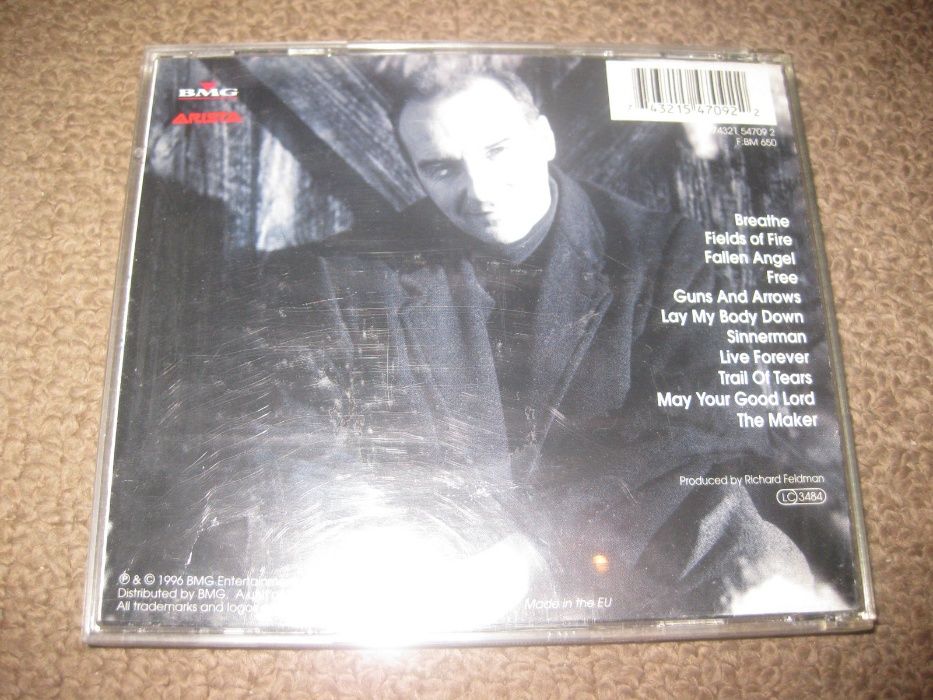 BMG
ARISTA
7 43215 47092 2
74321 54709 2
F:BM 650
Breathe
Fields of Fire
Fallen Angel
Free
Guns And Arrows
Lay My Body Down
Sinnerman
Live Forever
Trail Of Tears
May Your Good Lord
The Maker
Produced by Richard Feldman
LC 3484
℗ & © 1996 BMG Entertainment
Distributed by BMG. A unit of
All trademarks and logos Made in the EU